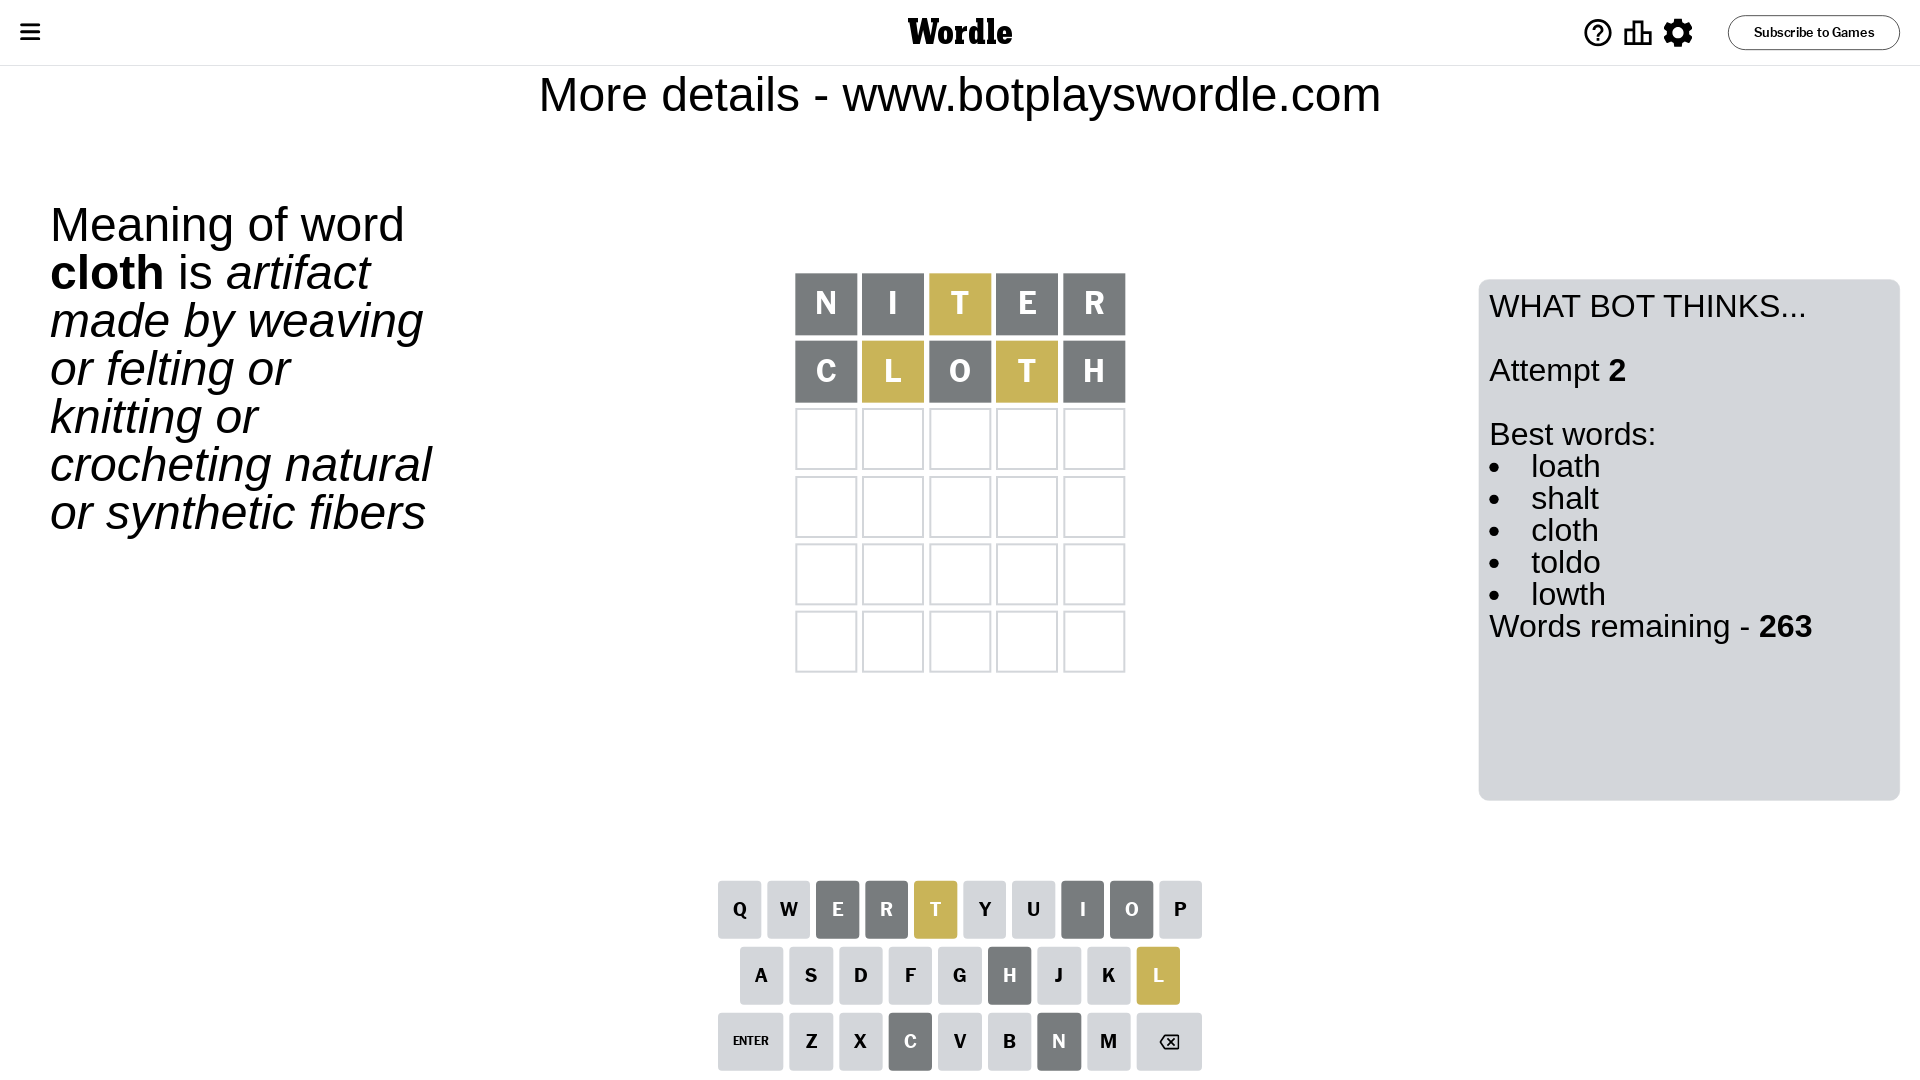 Wordle
Subscribe to Games
More details - www.botplayswordle.com
Meaning of word
cloth is artifact
made by weaving
or felting or
knitting or
crocheting natural
or synthetic fibers
N I T E R
C L O T H
WHAT BOT THINKS...
Attempt 2
Best words:
• loath
• shalt
• cloth
• toldo
• lowth
Words remaining - 263
Q W E R T Y U I O P
A S D F G H J K L
ENTER Z X C V B N M